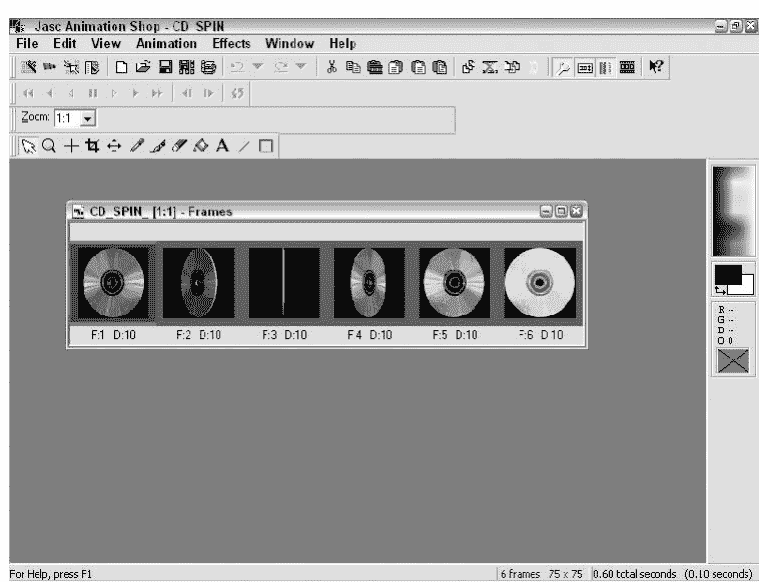 Jasc Animation Shop - CD_SPIN
File Edit View Animation Effects Window Help
Zoom: 1:1
CD_SPIN_ [1:1] - Frames
F:1 D:10 F:2 D:10 F:3 D:10 F:4 D:10 F:5 D:10 F:6 D:10
R --
G --
D --
O 0
For Help, press F1 6 frames 75 x 75 0.60 total seconds (0.10 seconds)